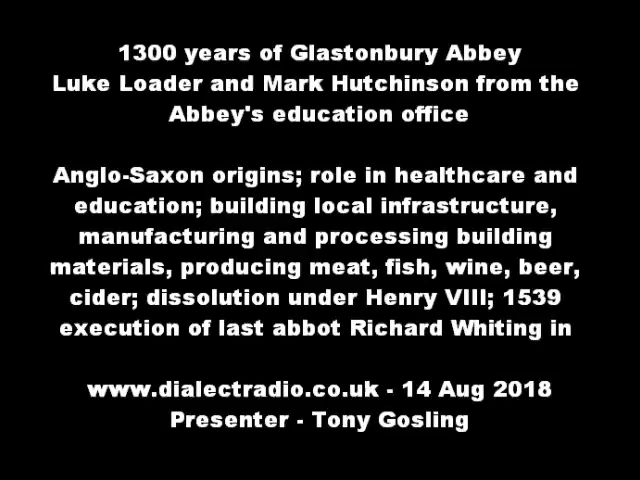 1300 years of Glastonbury Abbey
Luke Loader and Mark Hutchinson from the
Abbey's education office
Anglo-Saxon origins; role in healthcare and
education; building local infrastructure,
manufacturing and processing building
materials, producing meat, fish, wine, beer,
cider; dissolution under Henry VIII; 1539
execution of last abbot Richard Whiting in
www.dialectradio.co.uk - 14 Aug 2018
Presenter - Tony Gosling